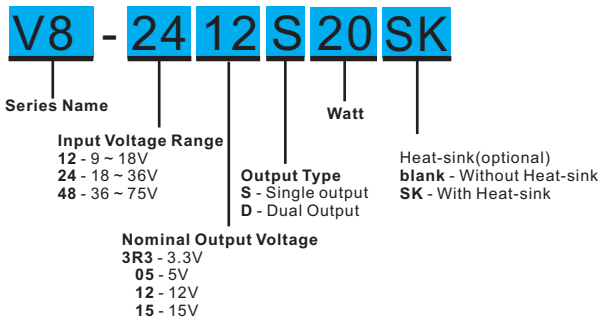 V8 - 24 12 S 20 SK
Series Name
Watt
Input Voltage Range
12 - 9 ~ 18V
24 - 18 ~ 36V
48 - 36 ~ 75V
Output Type
S - Single output
D - Dual Output
Heat-sink(optional)
blank - Without Heat-sink
SK - With Heat-sink
Nominal Output Voltage
3R3 - 3.3V
05 - 5V
12 - 12V
15 - 15V